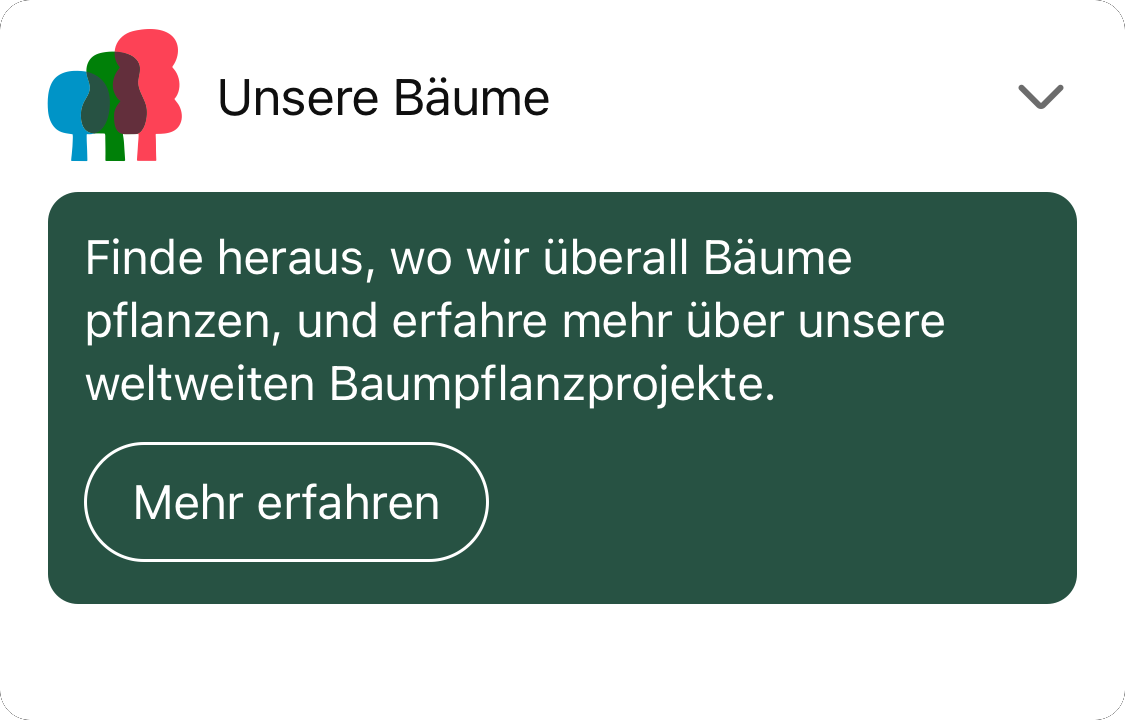 Unsere Bäume
Finde heraus, wo wir überall Bäume
pflanzen, und erfahre mehr über unsere
weltweiten Baumpflanzprojekte.
Mehr erfahren